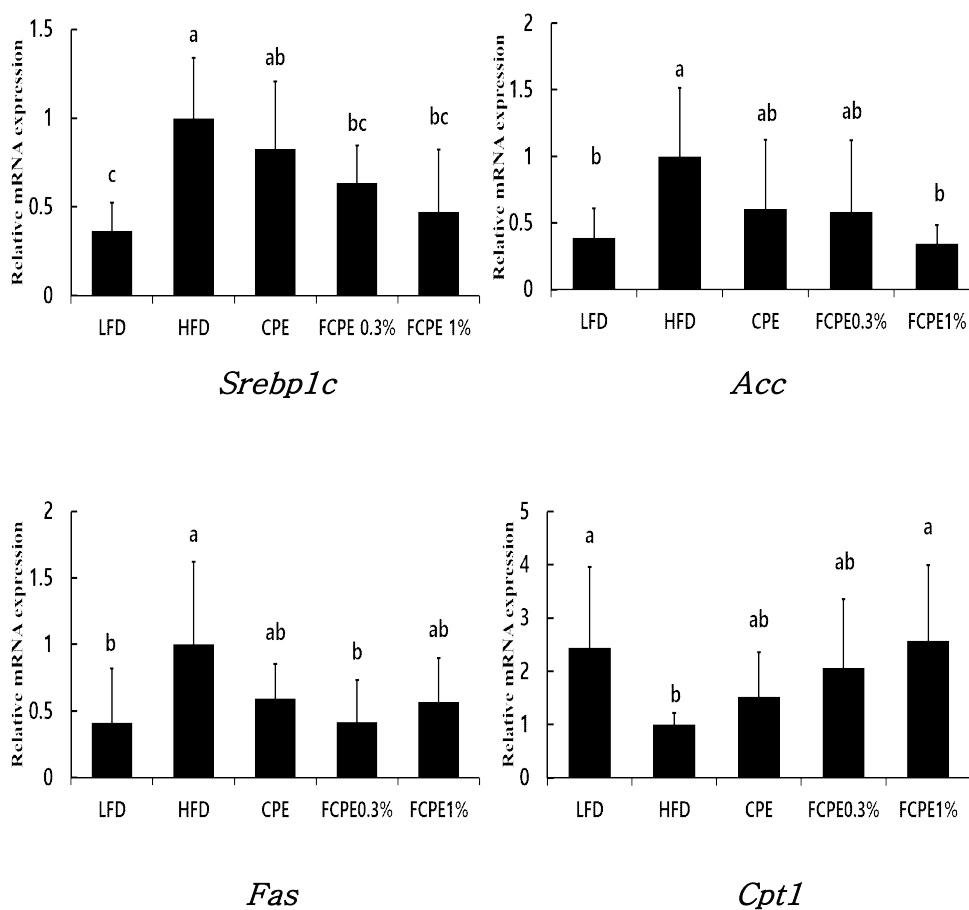 Relative mRNA expression
1.5
1
0.5
0
c
a
ab
bc
bc
LFD HFD CPE FCPE 0.3% FCPE 1%
Srebp1c
Relative mRNA expression
2
1.5
1
0.5
0
b
a
ab
ab
b
LFD HFD CPE FCPE0.3% FCPE1%
Acc
Relative mRNA expression
2
1.5
1
0.5
0
b
a
ab
b
ab
LFD HFD CPE FCPE0.3% FCPE1%
Fas
Relative mRNA expression
5
4
3
2
1
0
a
b
ab
ab
a
LFD HFD CPE FCPE0.3% FCPE1%
Cpt1